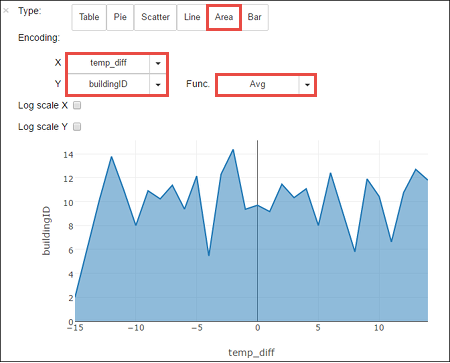 × Type: Table Pie Scatter Line Area Bar
Encoding:
X temp_diff
Y buildingID Func. Avg
Log scale X
Log scale Y
14
12
10
8
6
4
2
0
buildingID
−15 −10 −5 0 5 10
temp_diff